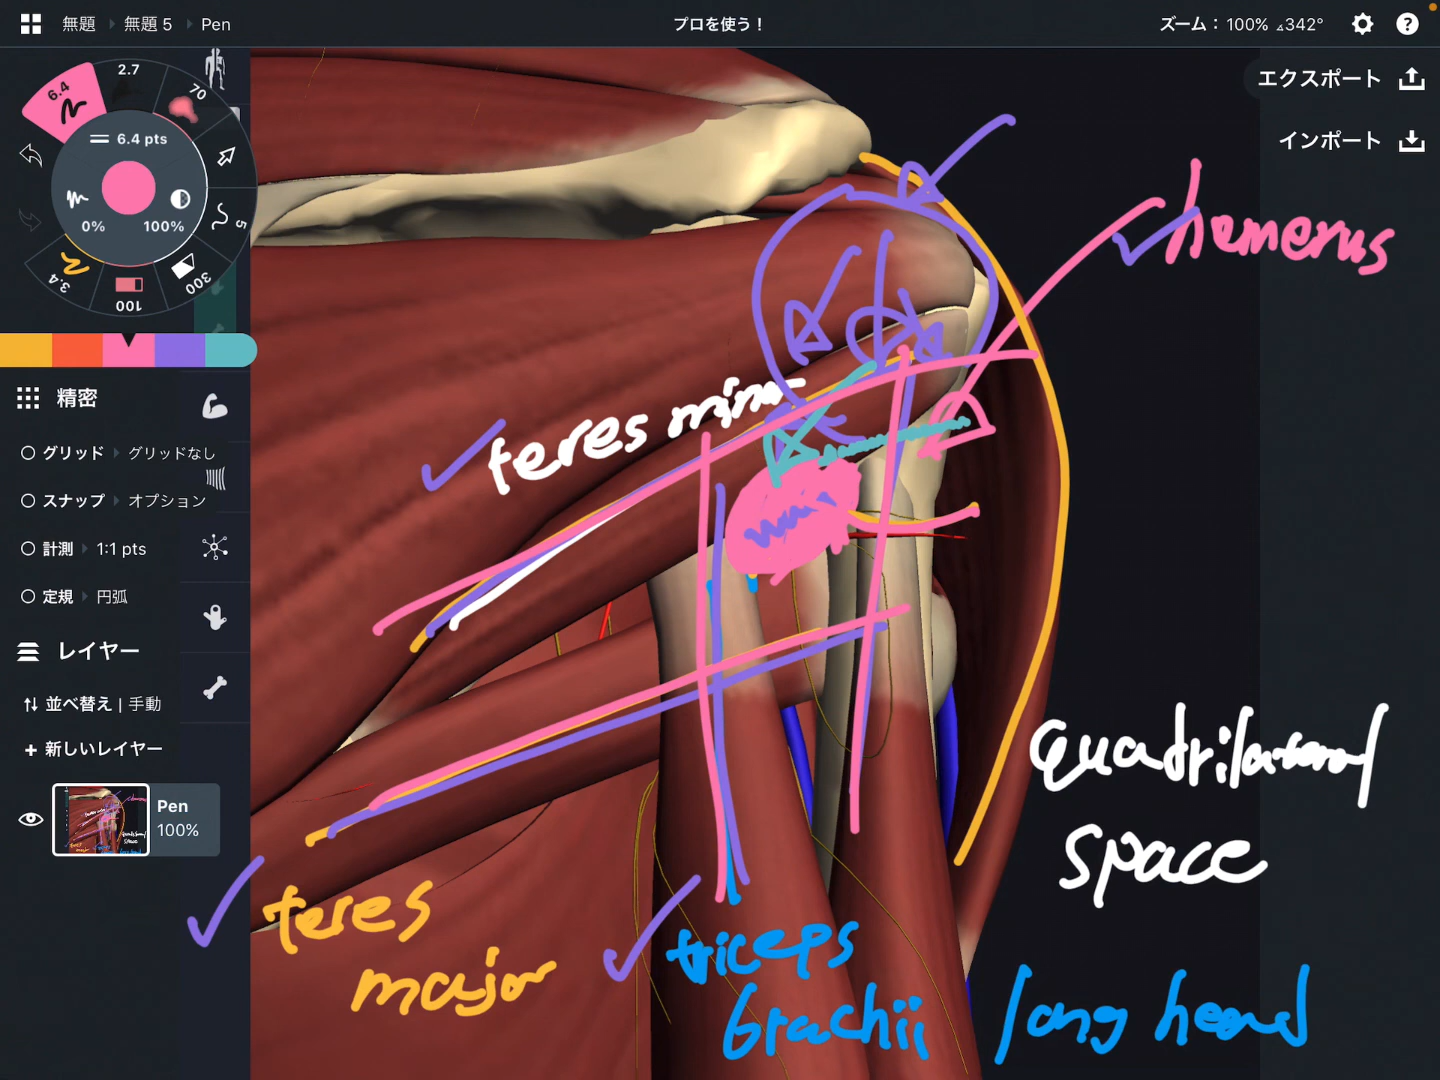 無題 無題 5 Pen
プロを使う！
ズーム： 100% ⊿342°
エクスポート
インポート
2.7
6.4
70
6.4 pts
5
0% 100%
3.4
100
300
精密
グリッド グリッドなし
スナップ オプション
計測 1:1 pts
定規 円弧
レイヤー
並べ替え | 手動
+ 新しいレイヤー
Pen
100%
humerus
teres minor
quadrilateral
space
teres
major
triceps
brachii
long head